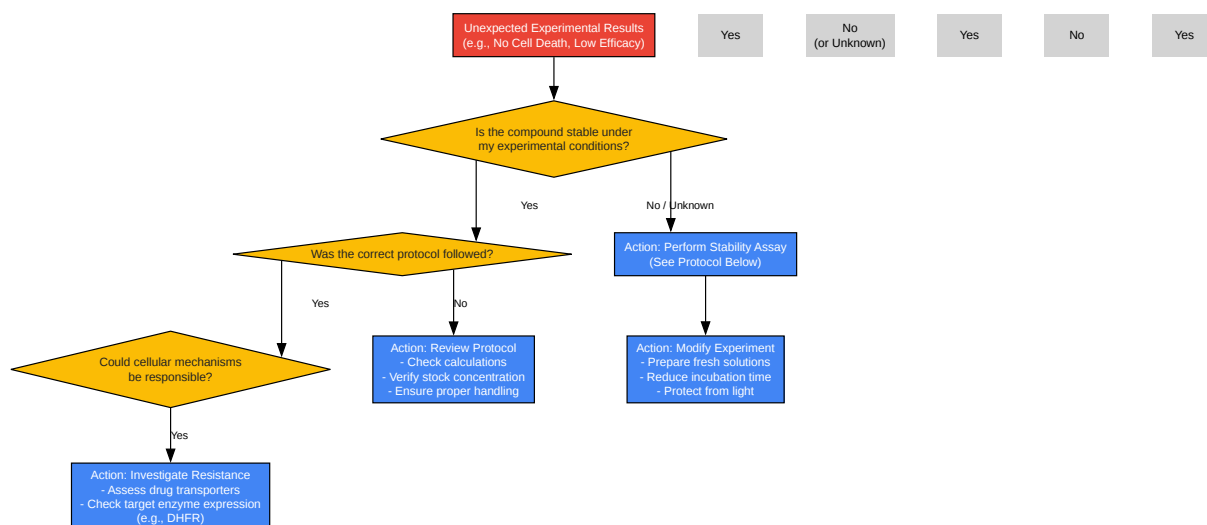 Unexpected Experimental Results
(e.g., No Cell Death, Low Efficacy)
Yes
No
(or Unknown)
Yes
No
Yes
Is the compound stable under
my experimental conditions?
Yes
No / Unknown
Was the correct protocol followed?
Action: Perform Stability Assay
(See Protocol Below)
Yes
No
Could cellular mechanisms
be responsible?
Action: Review Protocol
- Check calculations
- Verify stock concentration
- Ensure proper handling
Action: Modify Experiment
- Prepare fresh solutions
- Reduce incubation time
- Protect from light
Yes
Action: Investigate Resistance
- Assess drug transporters
- Check target enzyme expression
(e.g., DHFR)